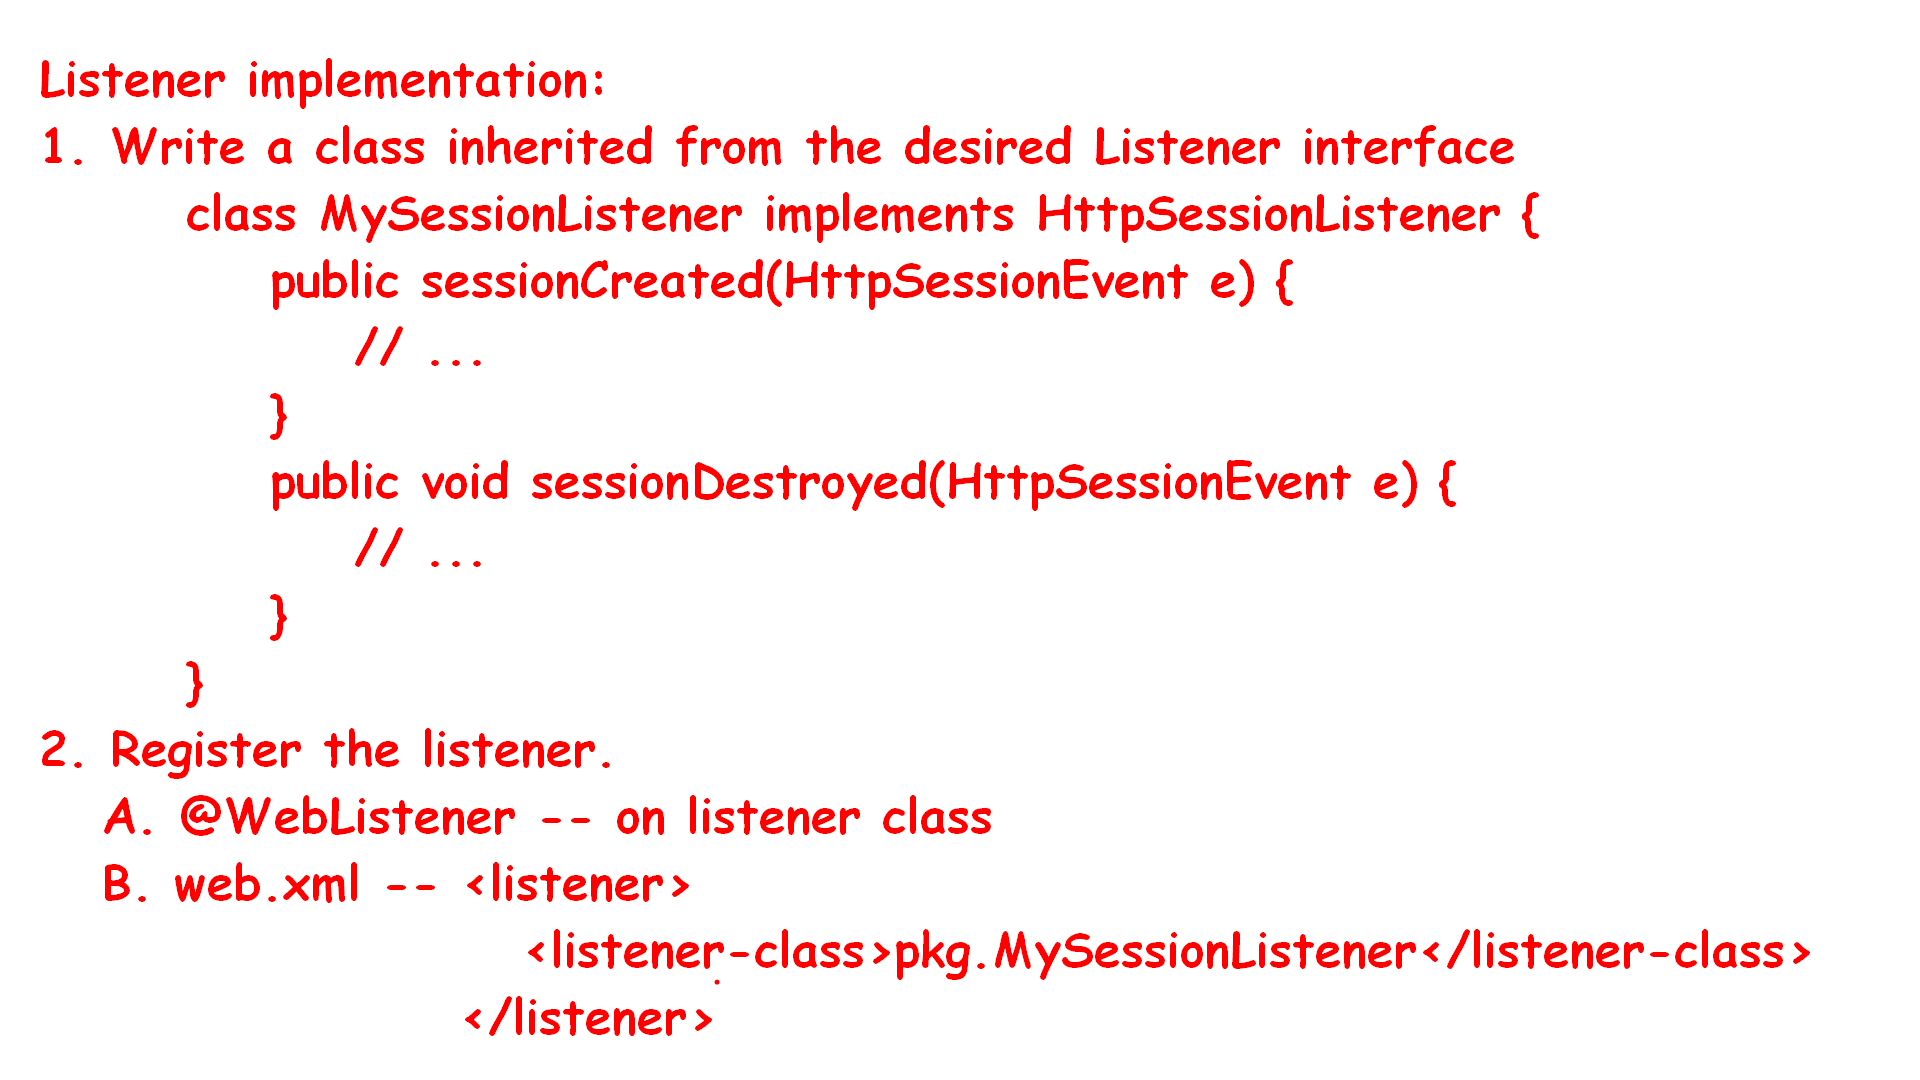 Listener implementation:
1. Write a class inherited from the desired Listener interface
class MySessionListener implements HttpSessionListener {
public sessionCreated(HttpSessionEvent e) {
// ...
}
public void sessionDestroyed(HttpSessionEvent e) {
// ...
}
}
2. Register the listener.
A. @WebListener -- on listener class
B. web.xml -- <listener>
<listener-class>pkg.MySessionListener</listener-class>
</listener>